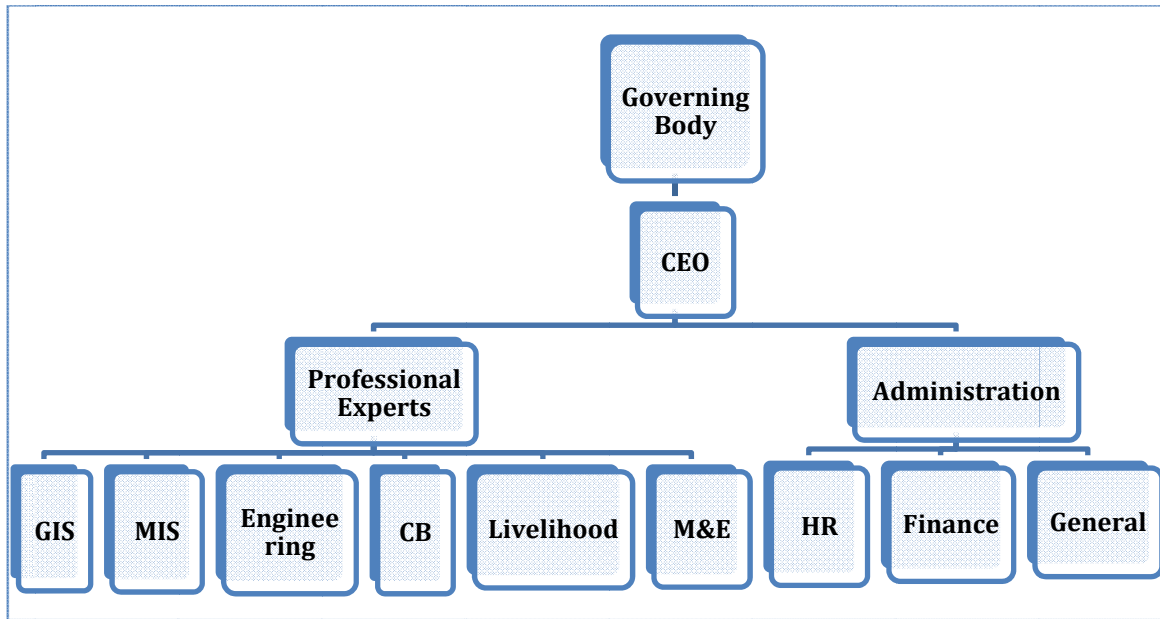 Governing
Body
CEO
Professional
Experts
Administration
GIS
MIS
Enginee
ring
CB
Livelihood
M&E
HR
Finance
General